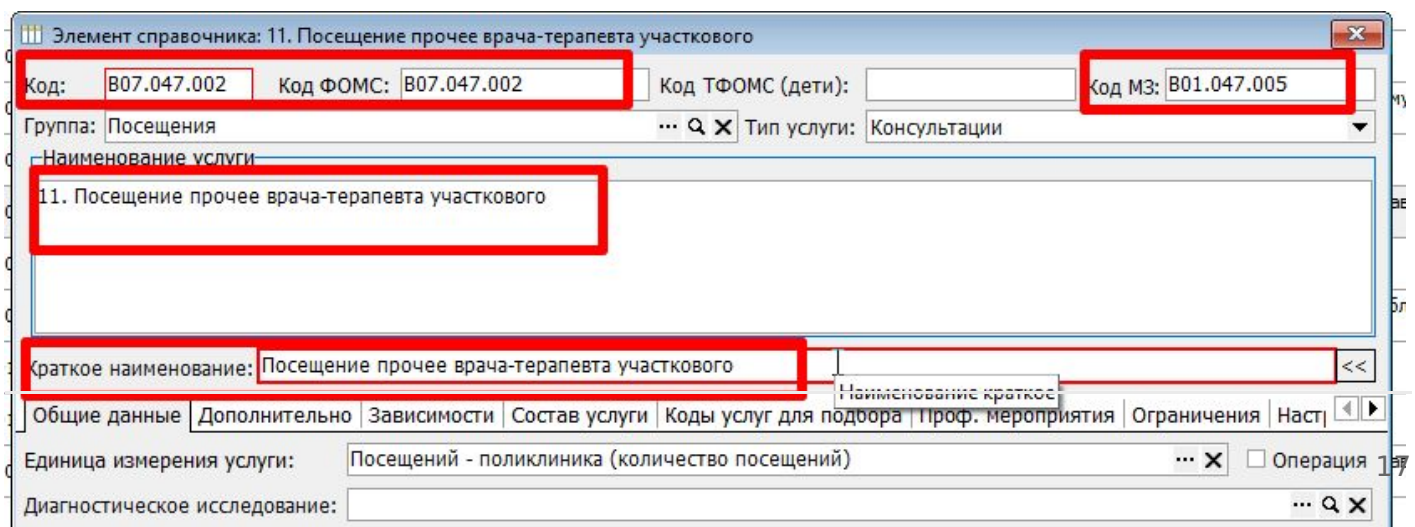 Элемент справочника: 11. Посещение прочее врача-терапевта участкового
Код: B07.047.002 Код ФОМС: B07.047.002 Код ТФОМС (дети): Код МЗ: B01.047.005
Группа: Посещения Тип услуги: Консультации
Наименование услуги
11. Посещение прочее врача-терапевта участкового
Краткое наименование: Посещение прочее врача-терапевта участкового <<
Наименование краткое
Общие данные Дополнительно Зависимости Состав услуги Коды услуг для подбора Проф. мероприятия Ограничения Наст
Единица измерения услуги: Посещений - поликлиника (количество посещений) Операция 17
Диагностическое исследование: